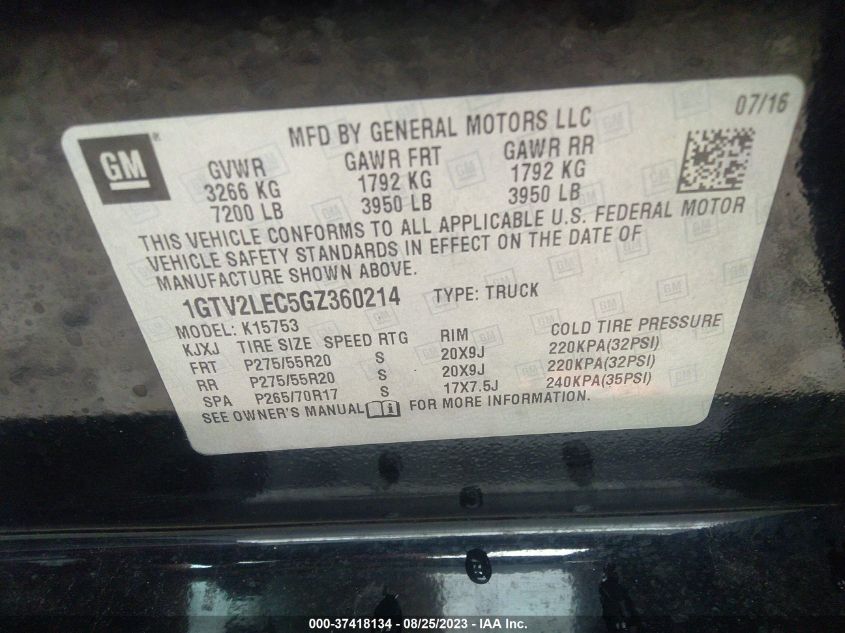 GM
MFD BY GENERAL MOTORS LLC
07/16
GVWR GAWR FRT GAWR RR
3266 KG 1792 KG 1792 KG
7200 LB 3950 LB 3950 LB
THIS VEHICLE CONFORMS TO ALL APPLICABLE U.S. FEDERAL MOTOR
VEHICLE SAFETY STANDARDS IN EFFECT ON THE DATE OF
MANUFACTURE SHOWN ABOVE.
1GTV2LEC5GZ360214 TYPE: TRUCK
MODEL: K15753
KJXJ TIRE SIZE SPEED RTG RIM COLD TIRE PRESSURE
FRT P275/55R20 S 20X9J 220KPA(32PSI)
RR P275/55R20 S 20X9J 220KPA(32PSI)
SPA P265/70R17 S 17X7.5J 240KPA(35PSI)
SEE OWNER'S MANUAL FOR MORE INFORMATION.
000-37418134 - 08/25/2023 - IAA Inc.